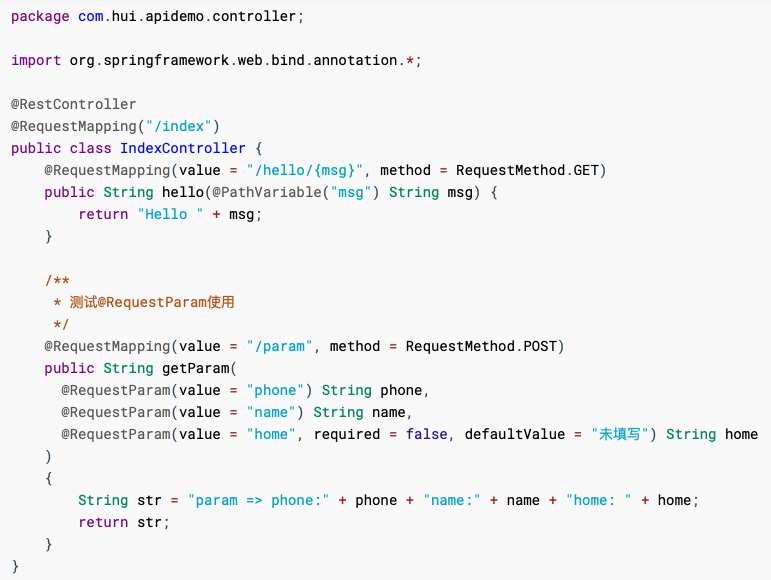 package com.hui.apidemo.controller;

import org.springframework.web.bind.annotation.*;

@RestController
@RequestMapping("/index")
public class IndexController {
    @RequestMapping(value = "/hello/{msg}", method = RequestMethod.GET)
    public String hello(@PathVariable("msg") String msg) {
        return "Hello " + msg;
    }

    /**
     * 测试@RequestParam使用
     */
    @RequestMapping(value = "/param", method = RequestMethod.POST)
    public String getParam(
      @RequestParam(value = "phone") String phone,
      @RequestParam(value = "name") String name,
      @RequestParam(value = "home", required = false, defaultValue = "未填写") String home
    )
    {
        String str = "param => phone:" + phone + "name:" + name + "home: " + home;
        return str;
    }
}